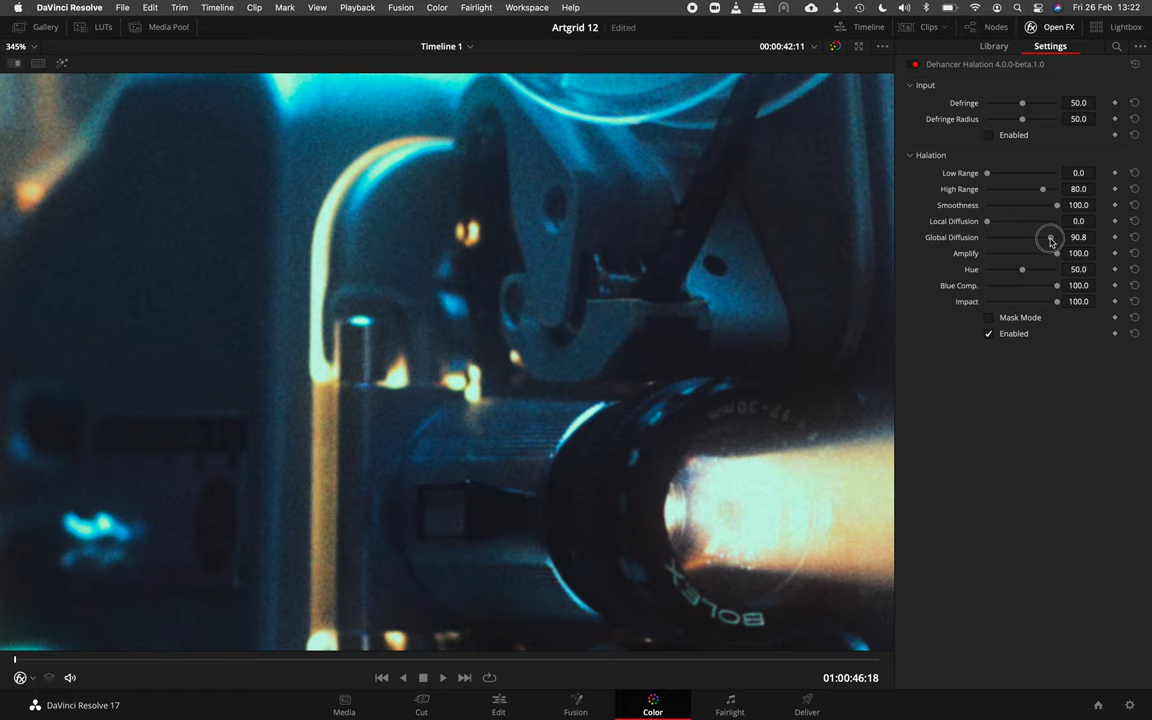 DaVinci Resolve File Edit Trim Timeline Clip Mark View Playback Fusion Color Fairlight Workspace Help Fri 26 Feb 13:22
Gallery LUTs Media Pool Artgrid 12 Edited Timeline Clips Nodes Open FX Lightbox
345% Timeline 1 00:00:42:11 Library Settings
Dehancer Halation 4.0.0-beta.1.0
Input
Defringe 50.0
Defringe Radius 50.0
Enabled
Halation
Low Range 0.0
High Range 80.0
Smoothness 100.0
Local Diffusion 0.0
Global Diffusion 90.8
Amplify 100.0
Hue 50.0
Blue Comp. 100.0
Impact 100.0
Mask Mode
Enabled
12-30mm
BOLEX
01:00:46:18
DaVinci Resolve 17 Media Cut Edit Fusion Color Fairlight Deliver